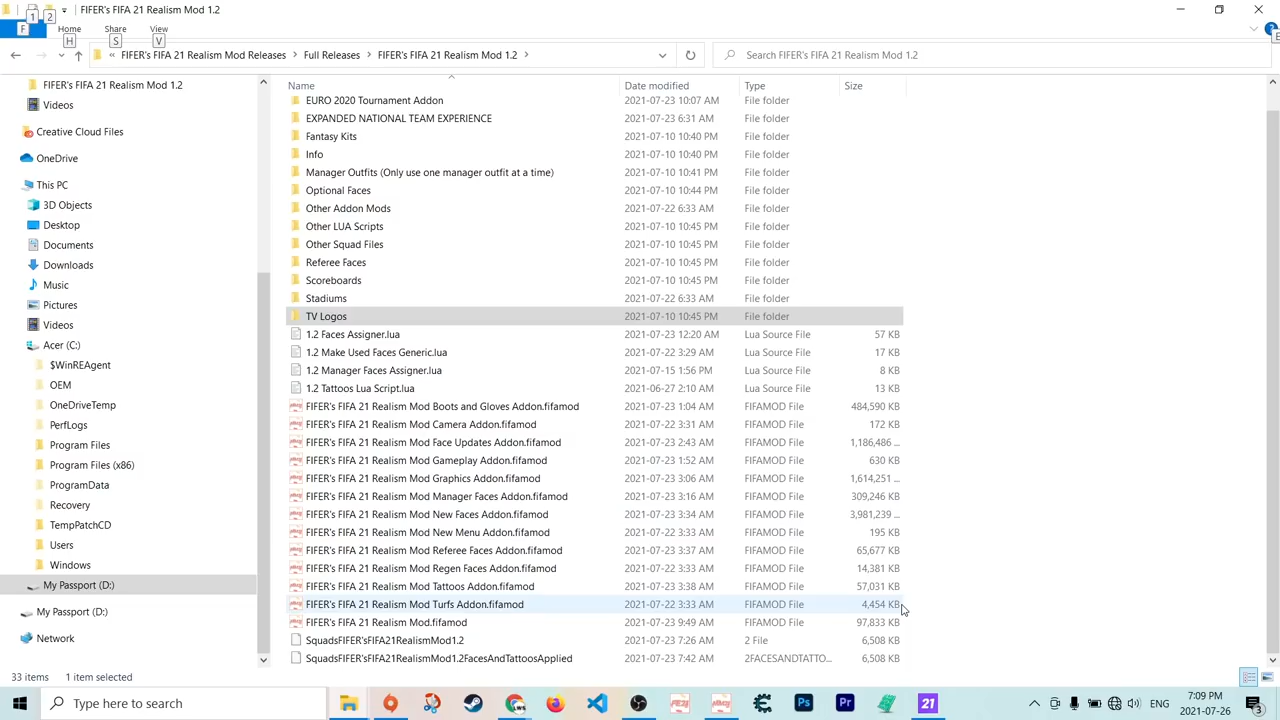 1 2 FIFER's FIFA 21 Realism Mod 1.2
F Home Share View
H S V
« FIFER's FIFA 21 Realism Mod Releases > Full Releases > FIFER's FIFA 21 Realism Mod 1.2 > Search FIFER's FIFA 21 Realism Mod 1.2
FIFER's FIFA 21 Realism Mod 1.2
Videos
Creative Cloud Files
OneDrive
This PC
3D Objects
Desktop
Documents
Downloads
Music
Pictures
Videos
Acer (C:)
$WinREAgent
OEM
OneDriveTemp
PerfLogs
Program Files
Program Files (x86)
ProgramData
Recovery
TempPatchCD
Users
Windows
My Passport (D:)
My Passport (D:)
Network
Name Date modified Type Size
EURO 2020 Tournament Addon 2021-07-23 10:07 AM File folder
EXPANDED NATIONAL TEAM EXPERIENCE 2021-07-23 6:31 AM File folder
Fantasy Kits 2021-07-10 10:40 PM File folder
Info 2021-07-10 10:40 PM File folder
Manager Outfits (Only use one manager outfit at a time) 2021-07-10 10:41 PM File folder
Optional Faces 2021-07-10 10:44 PM File folder
Other Addon Mods 2021-07-22 6:33 AM File folder
Other LUA Scripts 2021-07-10 10:45 PM File folder
Other Squad Files 2021-07-10 10:45 PM File folder
Referee Faces 2021-07-10 10:45 PM File folder
Scoreboards 2021-07-10 10:45 PM File folder
Stadiums 2021-07-22 6:33 AM File folder
TV Logos 2021-07-10 10:45 PM File folder
1.2 Faces Assigner.lua 2021-07-23 12:20 AM Lua Source File 57 KB
1.2 Make Used Faces Generic.lua 2021-07-22 3:29 AM Lua Source File 17 KB
1.2 Manager Faces Assigner.lua 2021-07-15 1:56 PM Lua Source File 8 KB
1.2 Tattoos Lua Script.lua 2021-06-27 2:10 AM Lua Source File 13 KB
FIFER's FIFA 21 Realism Mod Boots and Gloves Addon.fifamod 2021-07-23 1:04 AM FIFAMOD File 484,590 KB
FIFER's FIFA 21 Realism Mod Camera Addon.fifamod 2021-07-22 3:31 AM FIFAMOD File 172 KB
FIFER's FIFA 21 Realism Mod Face Updates Addon.fifamod 2021-07-23 2:43 AM FIFAMOD File 1,186,486 ...
FIFER's FIFA 21 Realism Mod Gameplay Addon.fifamod 2021-07-23 1:52 AM FIFAMOD File 630 KB
FIFER's FIFA 21 Realism Mod Graphics Addon.fifamod 2021-07-23 3:06 AM FIFAMOD File 1,614,251 ...
FIFER's FIFA 21 Realism Mod Manager Faces Addon.fifamod 2021-07-23 3:16 AM FIFAMOD File 309,246 KB
FIFER's FIFA 21 Realism Mod New Faces Addon.fifamod 2021-07-23 3:34 AM FIFAMOD File 3,981,239 ...
FIFER's FIFA 21 Realism Mod New Menu Addon.fifamod 2021-07-22 3:33 AM FIFAMOD File 195 KB
FIFER's FIFA 21 Realism Mod Referee Faces Addon.fifamod 2021-07-23 3:37 AM FIFAMOD File 65,677 KB
FIFER's FIFA 21 Realism Mod Regen Faces Addon.fifamod 2021-07-22 3:33 AM FIFAMOD File 14,381 KB
FIFER's FIFA 21 Realism Mod Tattoos Addon.fifamod 2021-07-23 3:38 AM FIFAMOD File 57,031 KB
FIFER's FIFA 21 Realism Mod Turfs Addon.fifamod 2021-07-22 3:33 AM FIFAMOD File 4,454 KB
FIFER's FIFA 21 Realism Mod.fifamod 2021-07-23 9:49 AM FIFAMOD File 97,833 KB
SquadsFIFER'sFIFA21RealismMod1.2 2021-07-23 7:26 AM 2 File 6,508 KB
SquadsFIFER'sFIFA21RealismMod1.2FacesAndTattoosApplied 2021-07-23 7:42 AM 2FACESANDTATTO... 6,508 KB
33 items 1 item selected
Type here to search Ps Pr 21 ENG 7:09 PM
2021-07-26 3